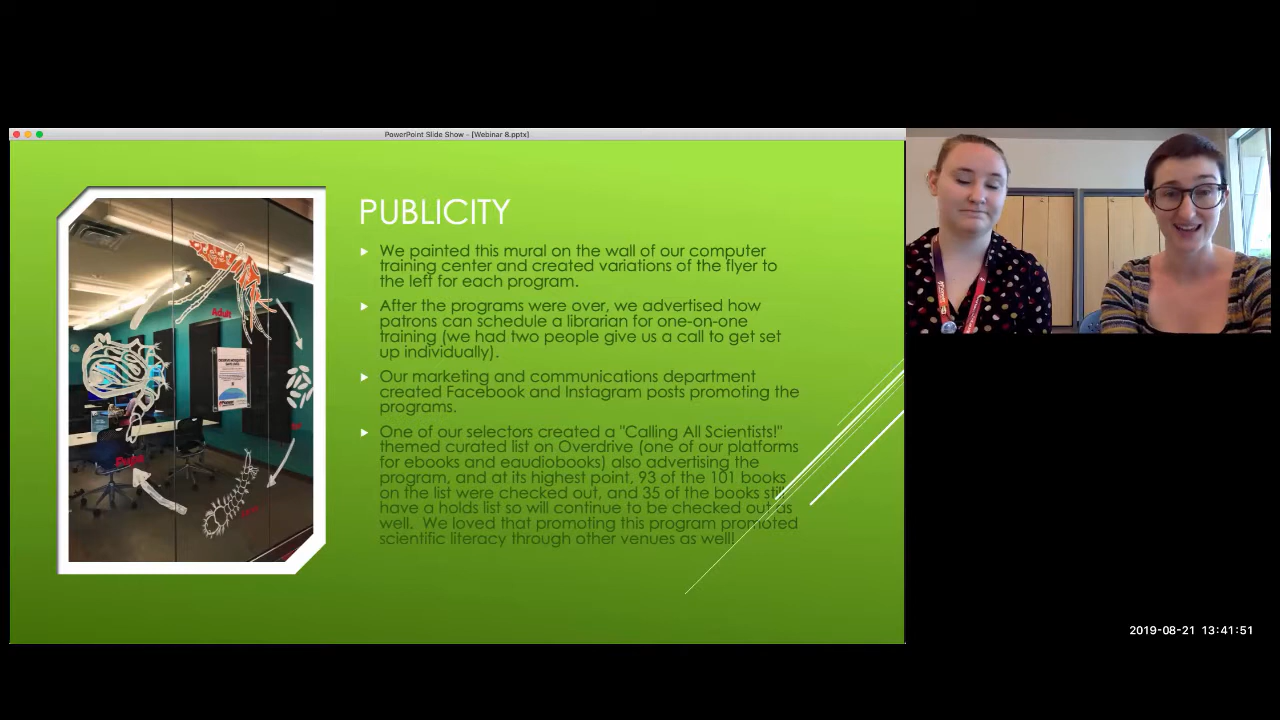 PowerPoint Slide Show - [Webinar 8.pptx]
PUBLICITY
We painted this mural on the wall of our computer
training center and created variations of the flyer to
the left for each program.
After the programs were over, we advertised how
patrons can schedule a librarian for one-on-one
training (we had two people give us a call to get set
up individually).
Our marketing and communications department
created Facebook and Instagram posts promoting the
programs.
One of our selectors created a "Calling All Scientists!"
themed curated list on Overdrive (one of our platforms
for ebooks and eaudiobooks) also advertising the
program, and at its highest point, 93 of the 101 books
on the list were checked out, and 35 of the books still
have a holds list so will continue to be checked out as
well.  We loved that promoting this program promoted
scientific literacy through other venues as well!
Adult
Pupa
2019-08-21 13:41:51